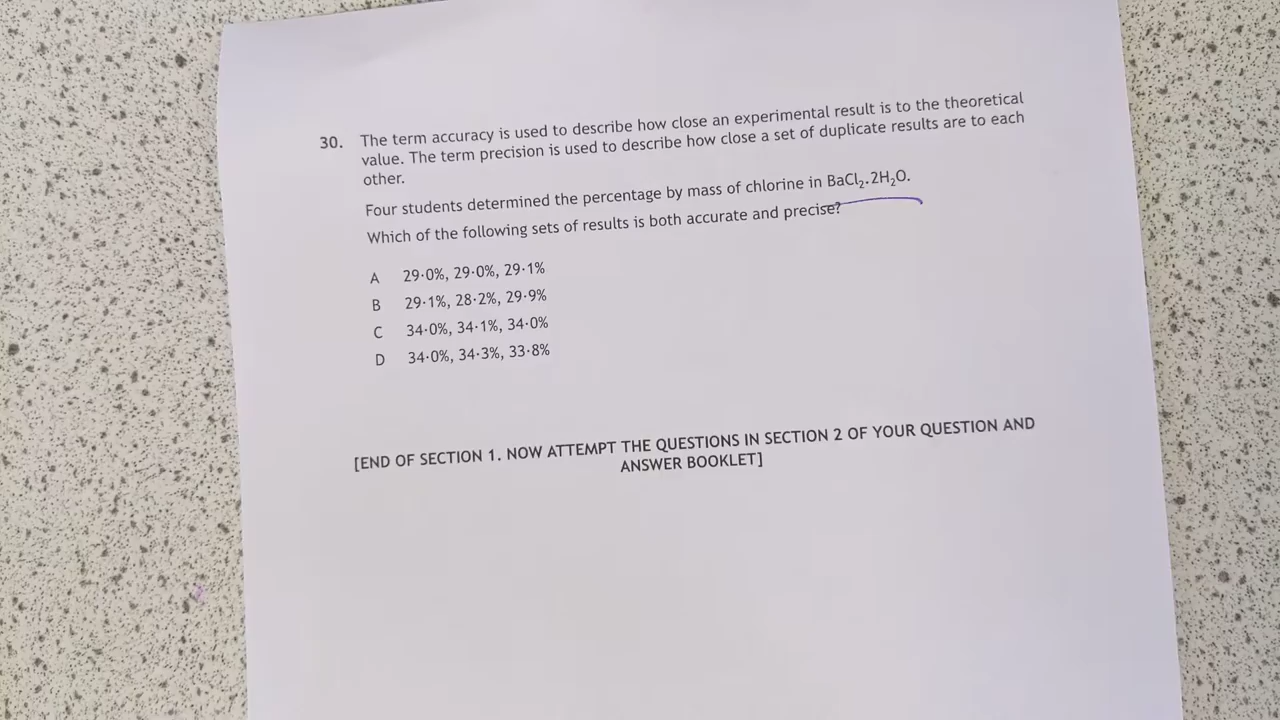 30. The term accuracy is used to describe how close an experimental result is to the theoretical
value. The term precision is used to describe how close a set of duplicate results are to each
other.
Four students determined the percentage by mass of chlorine in BaCl₂.2H₂O.
Which of the following sets of results is both accurate and precise?
A 29·0%, 29·0%, 29·1%
B 29·1%, 28·2%, 29·9%
C 34·0%, 34·1%, 34·0%
D 34·0%, 34·3%, 33·8%
[END OF SECTION 1. NOW ATTEMPT THE QUESTIONS IN SECTION 2 OF YOUR QUESTION AND
ANSWER BOOKLET]